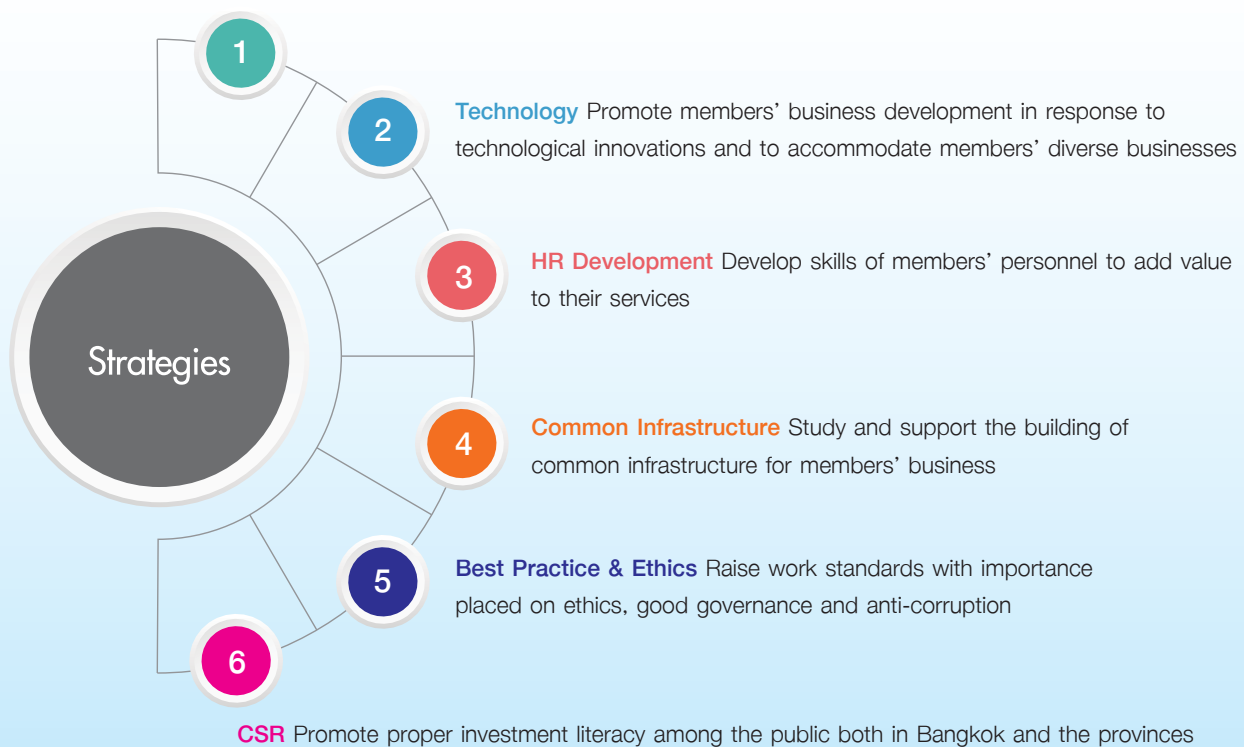 1
2
Technology Promote members’ business development in response to
technological innovations and to accommodate members’ diverse businesses
3
HR Development Develop skills of members’ personnel to add value
to their services
Strategies
4
Common Infrastructure Study and support the building of
common infrastructure for members’ business
5
Best Practice & Ethics Raise work standards with importance
placed on ethics, good governance and anti-corruption
6
CSR Promote proper investment literacy among the public both in Bangkok and the provinces